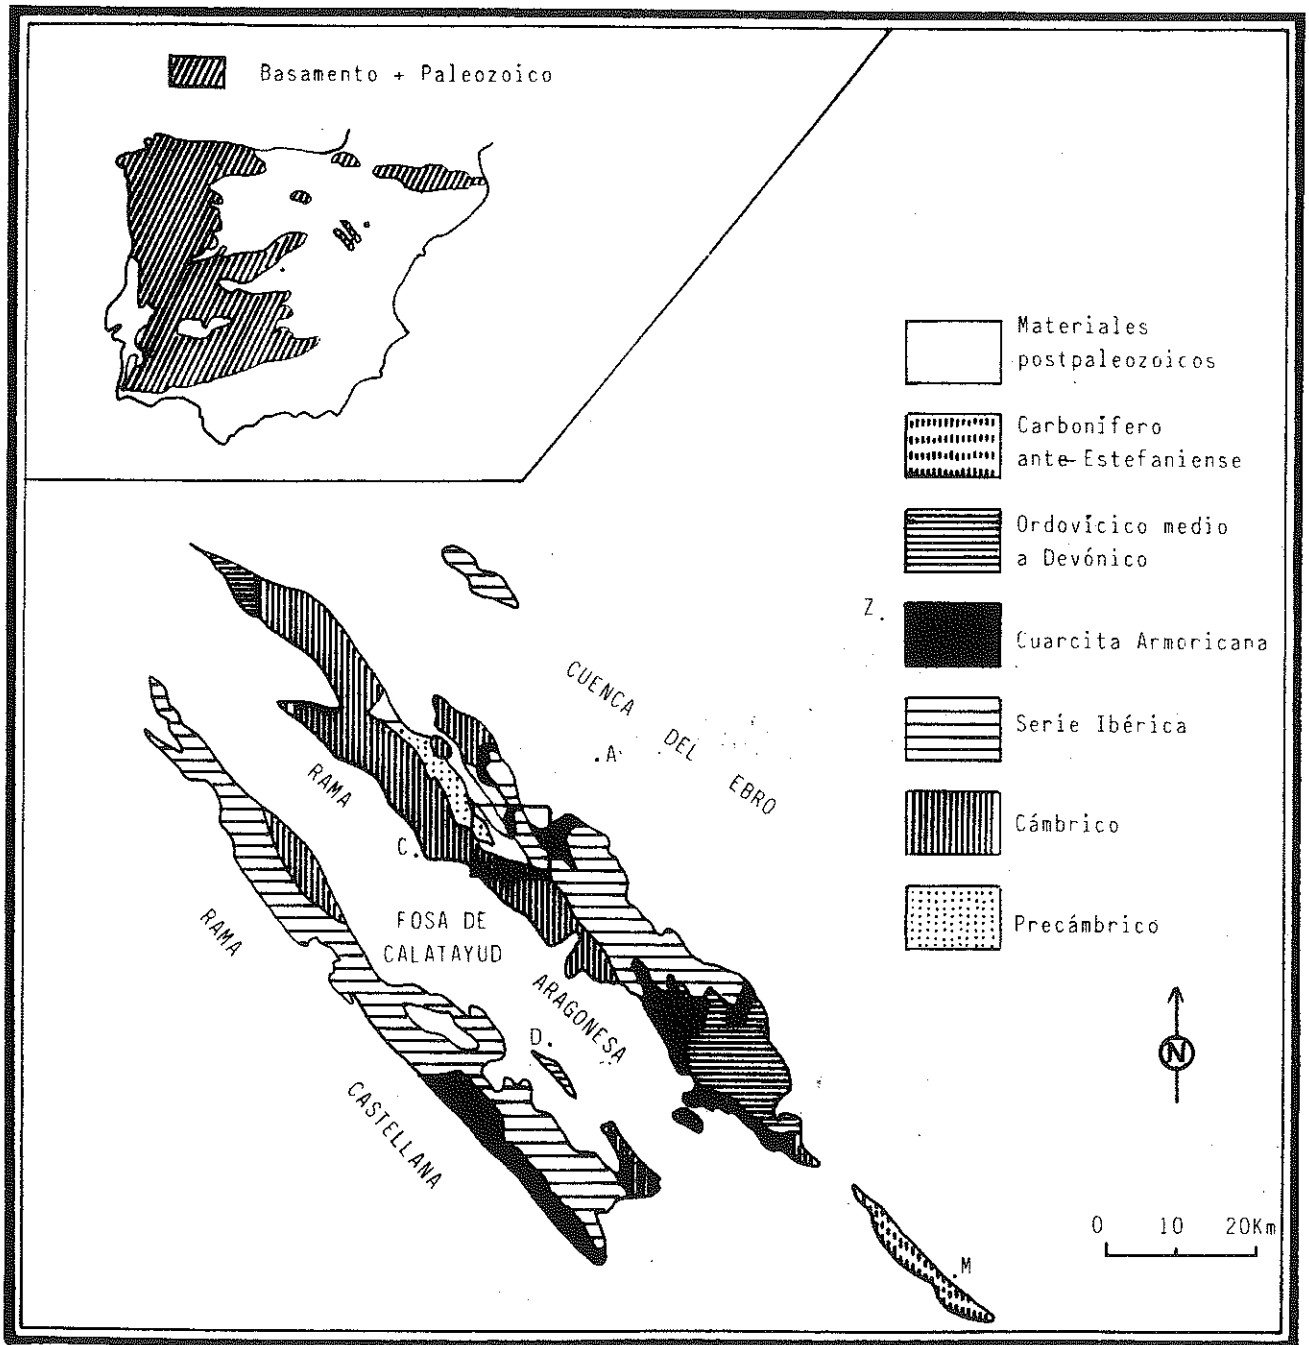 Basamento + Paleozoico
Materiales
postpaleozoicos
Carbonífero
ante-Estefaniense
Ordovícico medio
a Devónico
Cuarcita Armoricana
Serie Ibérica
Cámbrico
Precámbrico
Z.
CUENCA
DEL
EBRO
.A
RAMA
C.
RAMA
FOSA DE
CALATAYUD
ARAGONESA
D.
CASTELLANA
N
0 10 20Km
.M